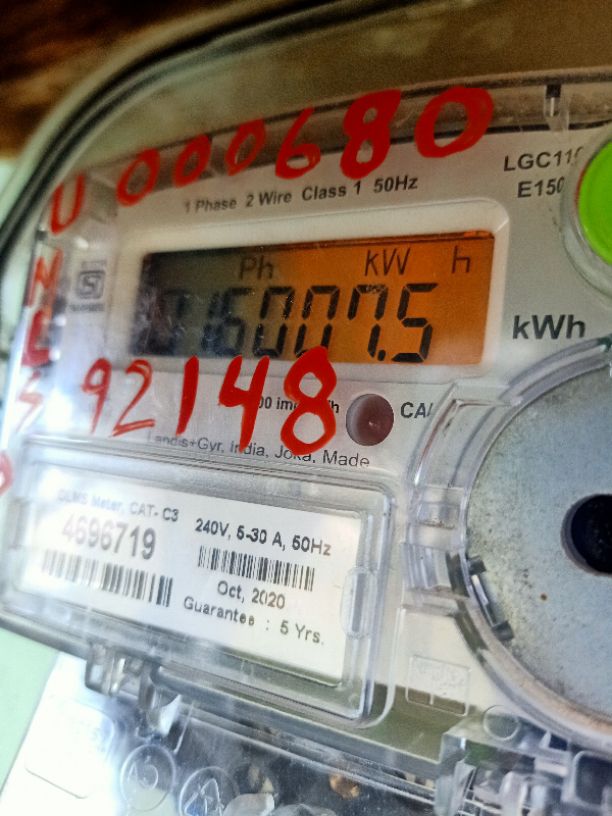 U 000680
LGC11
E150
1 Phase 2 Wire Class 1 50Hz
Ph kW h
15007.5
kWh
92148
CAL
Landis+Gyr, India, Joka, Made
DLMS Meter, CAT- C3
4696719
240V, 5-30 A, 50Hz
Oct, 2020
Guarantee : 5 Yrs.